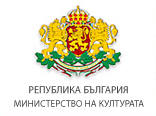 РЕПУБЛИКА БЪЛГАРИЯ
МИНИСТЕРСТВО НА КУЛТУРАТА